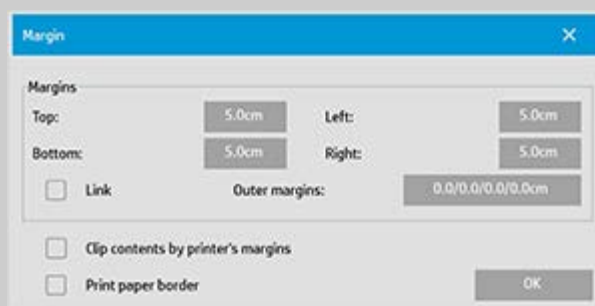 Margin
Margins
Top: 5.0cm Left: 5.0cm
Bottom: 5.0cm Right: 5.0cm
Link Outer margins: 0.0/0.0/0.0/0.0cm
Clip contents by printer's margins
Print paper border OK